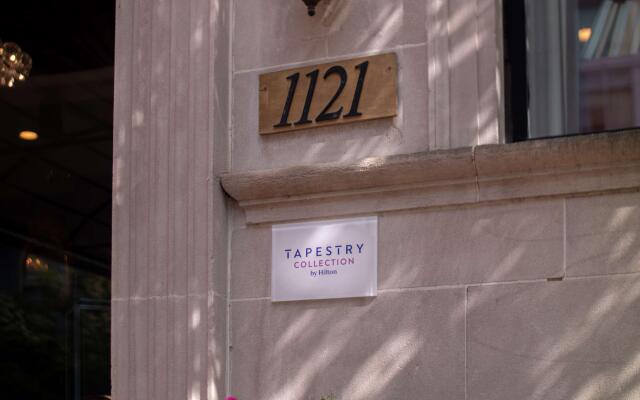 1121
TAPESTRY
COLLECTION
by Hilton